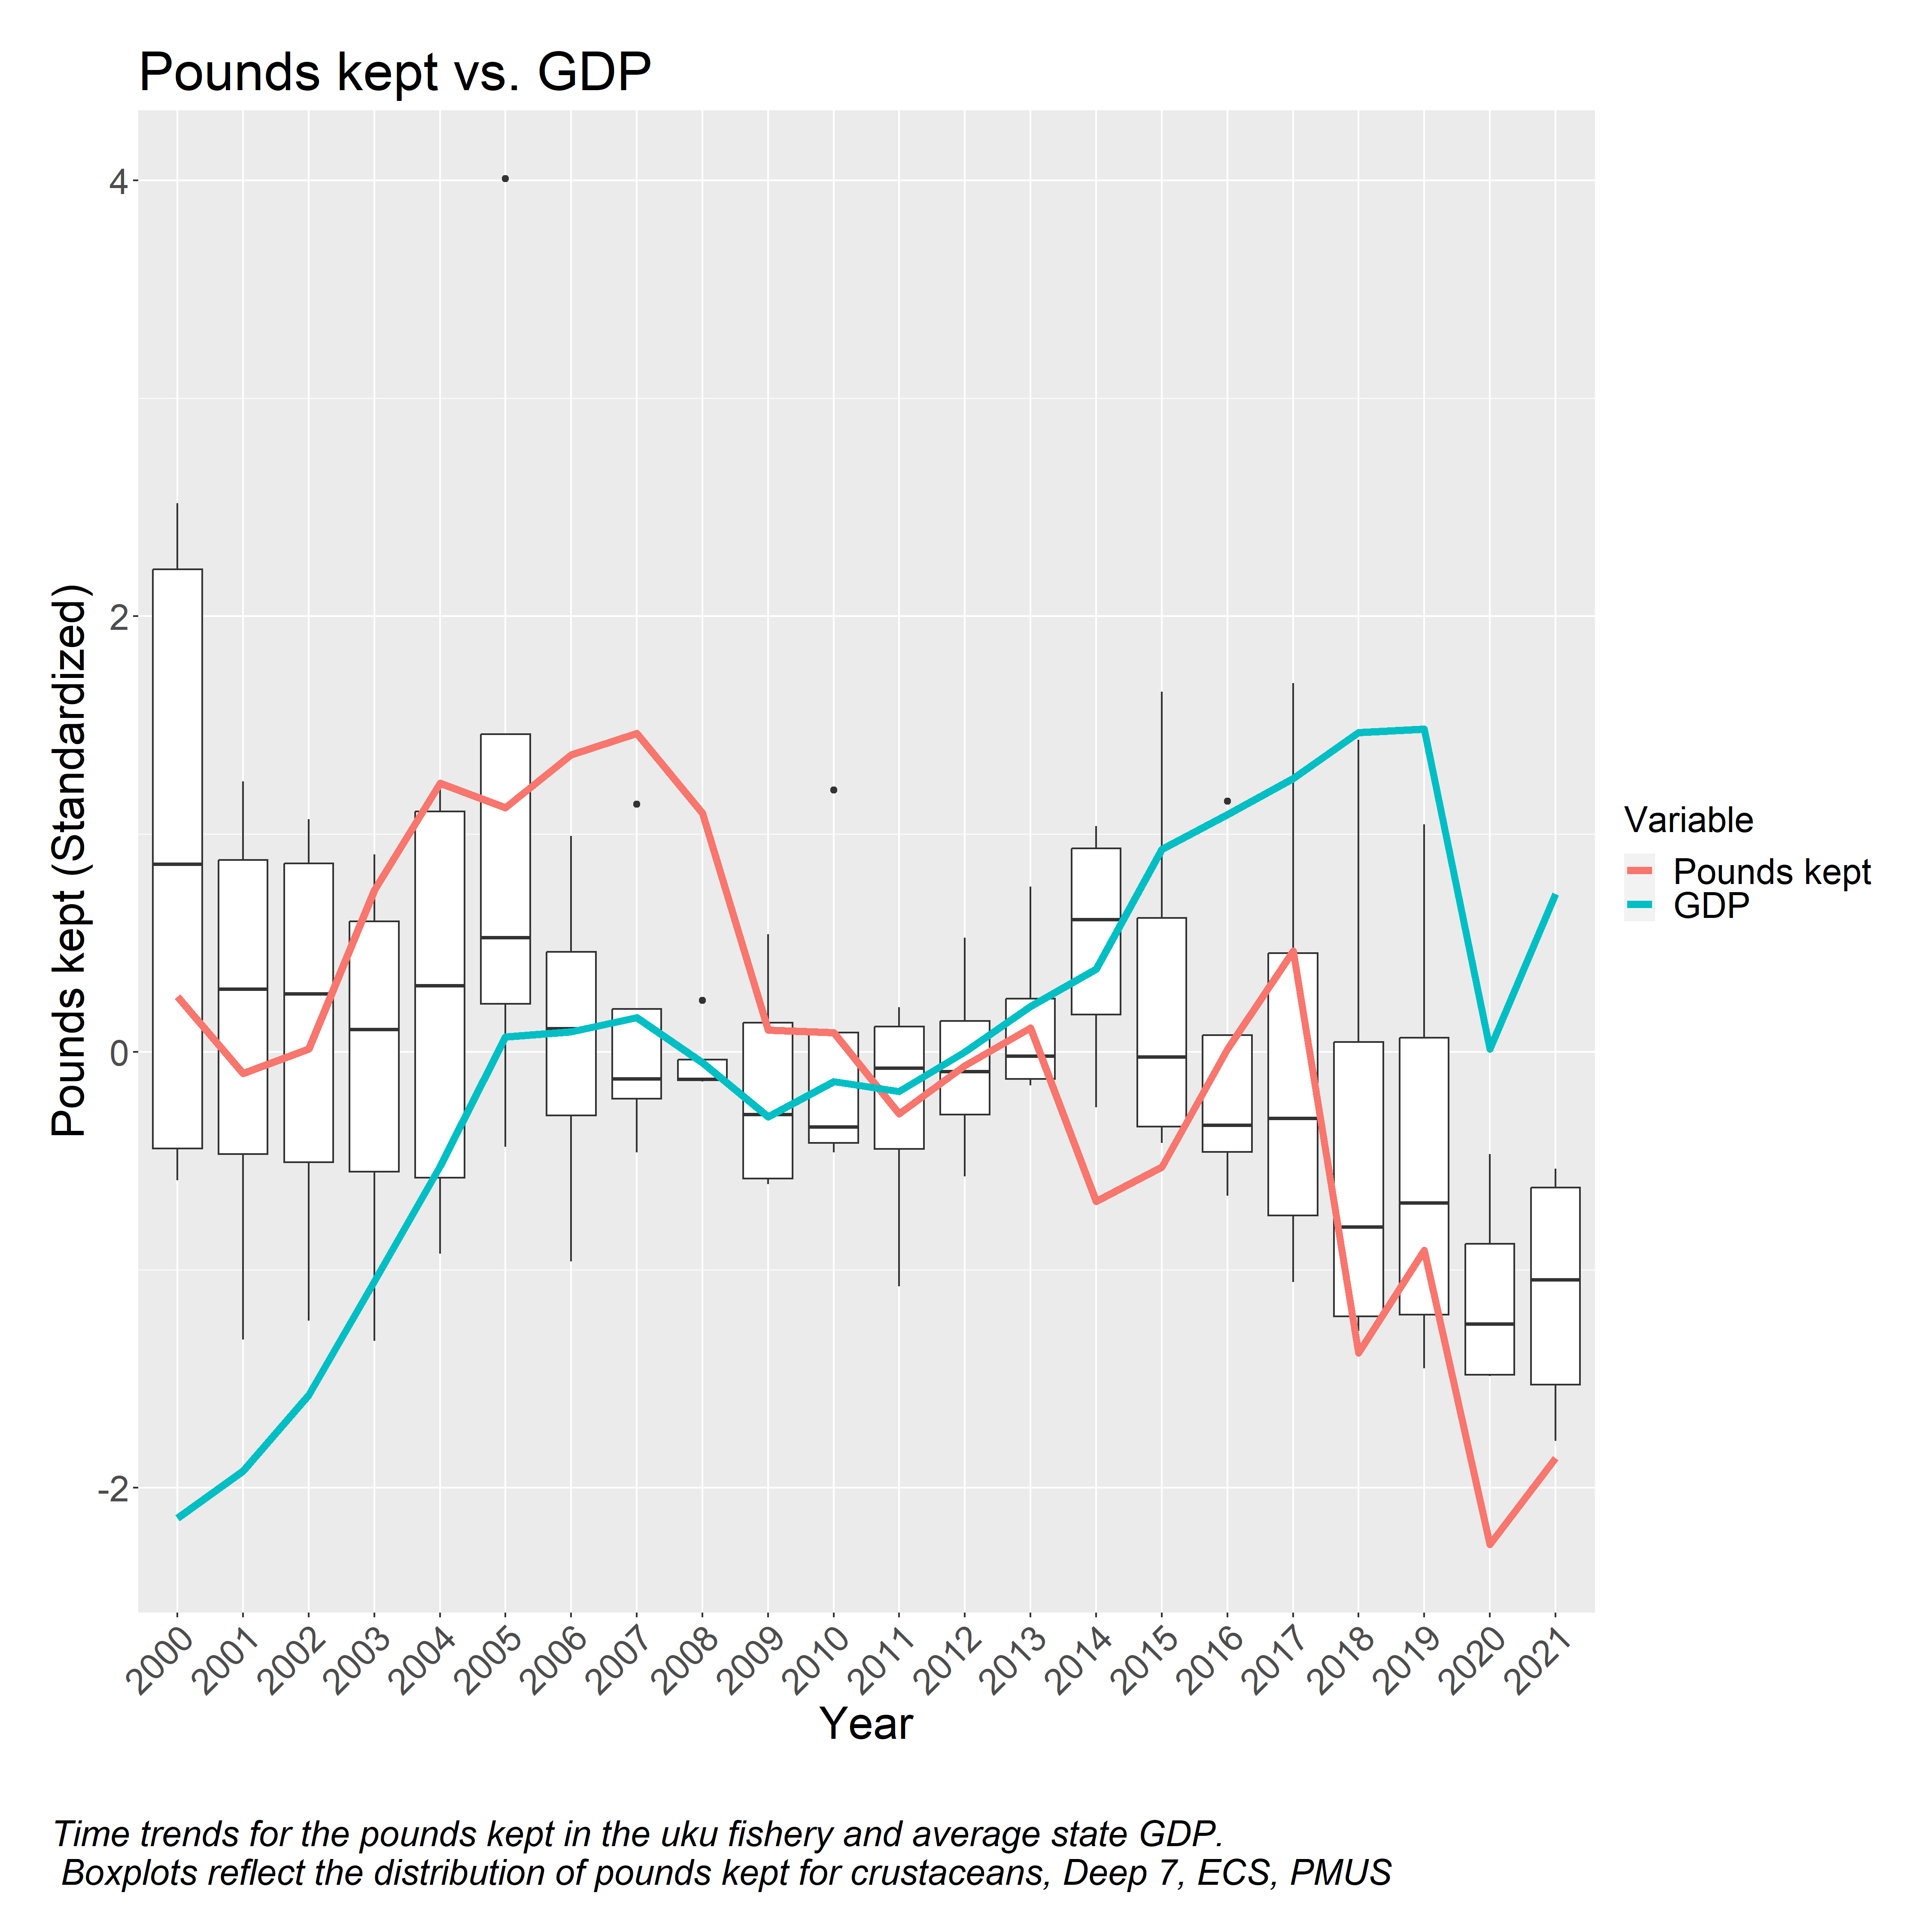 Pounds kept vs. GDP
4
2
0
-2
Pounds kept (Standardized)
2000 2001 2002 2003 2004 2005 2006 2007 2008 2009 2010 2011 2012 2013 2014 2015 2016 2017 2018 2019 2020 2021
Year
Variable
Pounds kept
GDP
Time trends for the pounds kept in the uku fishery and average state GDP.
Boxplots reflect the distribution of pounds kept for crustaceans, Deep 7, ECS, PMUS